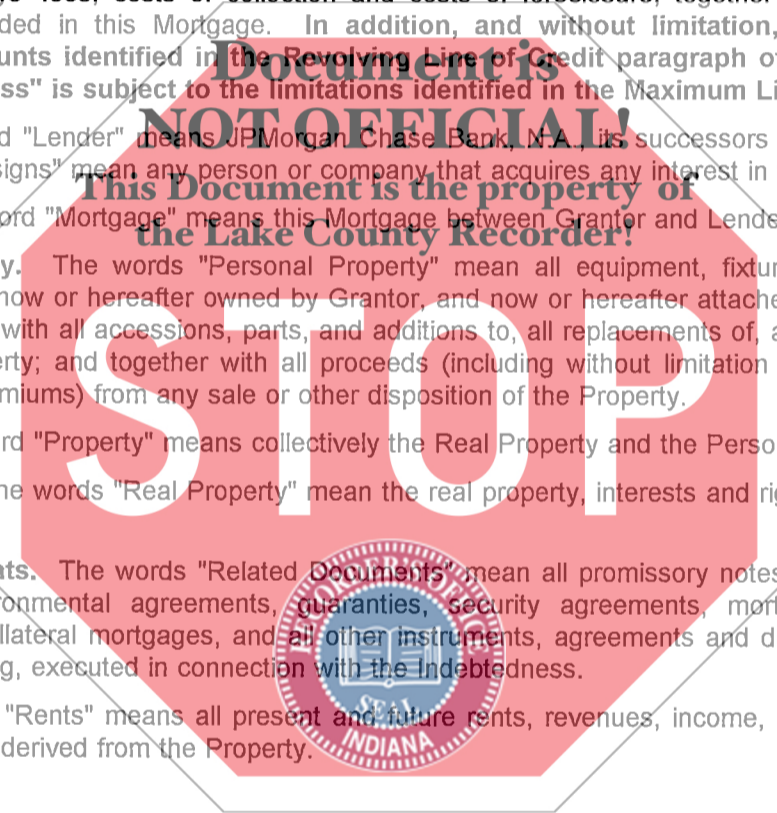 ded in this Mortgage. In addition, and without limitation,
unts identified in the Revolving Line of Credit paragraph of
ss" is subject to the limitations identified in the Maximum Li
Document is
NOT OFFICIAL!
This Document is the property of
the Lake County Recorder!
d "Lender" means JPMorgan Chase Bank, N.A., its successors
signs" mean any person or company that acquires any interest in
ord "Mortgage" means this Mortgage between Grantor and Lende
y. The words "Personal Property" mean all equipment, fixtur
now or hereafter owned by Grantor, and now or hereafter attache
with all accessions, parts, and additions to, all replacements of, a
erty; and together with all proceeds (including without limitation
miums) from any sale or other disposition of the Property.
STOP
rd "Property" means collectively the Real Property and the Perso
he words "Real Property" mean the real property, interests and rig
nts. The words "Related Documents" mean all promissory notes
onmental agreements, guaranties, security agreements, mort
llateral mortgages, and all other instruments, agreements and d
g, executed in connection with the Indebtedness.
"Rents" means all present and future rents, revenues, income,
derived from the Property.
RECORDER'S OFFICE
SEAL
INDIANA